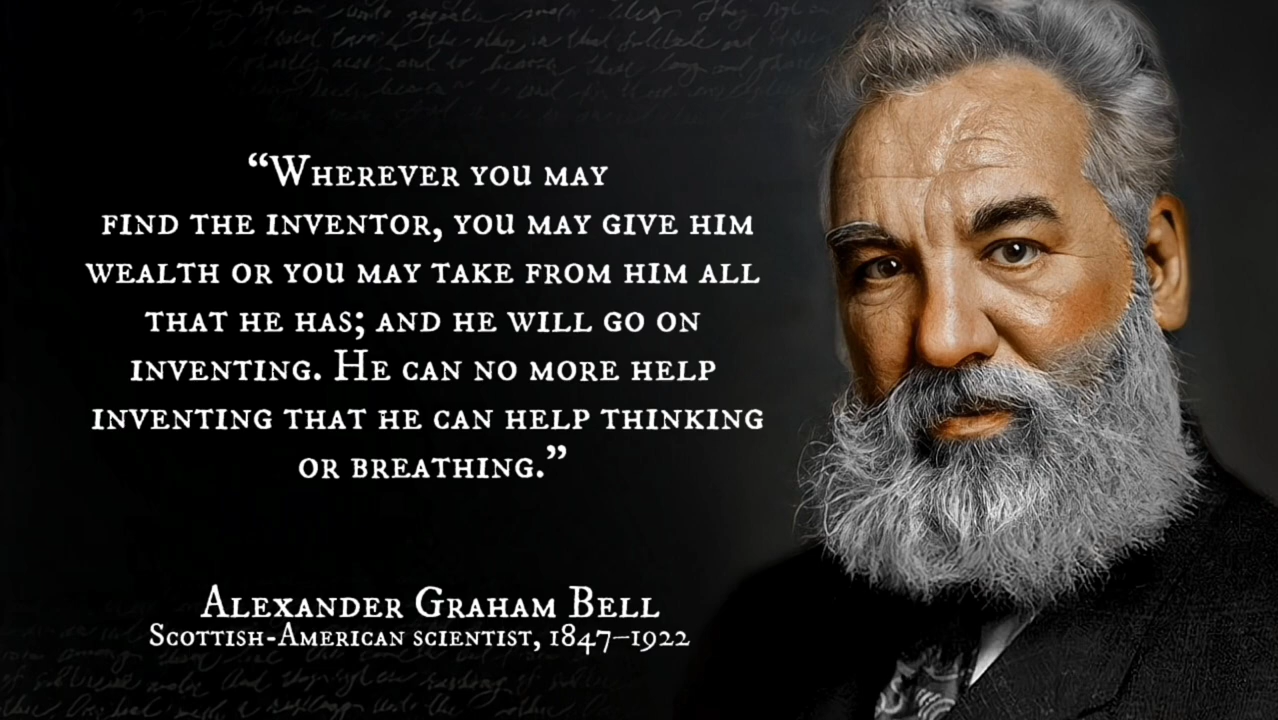 “Wherever you may
find the inventor, you may give him
wealth or you may take from him all
that he has; and he will go on
inventing. He can no more help
inventing that he can help thinking
or breathing.”
Alexander Graham Bell
Scottish-American scientist, 1847–1922